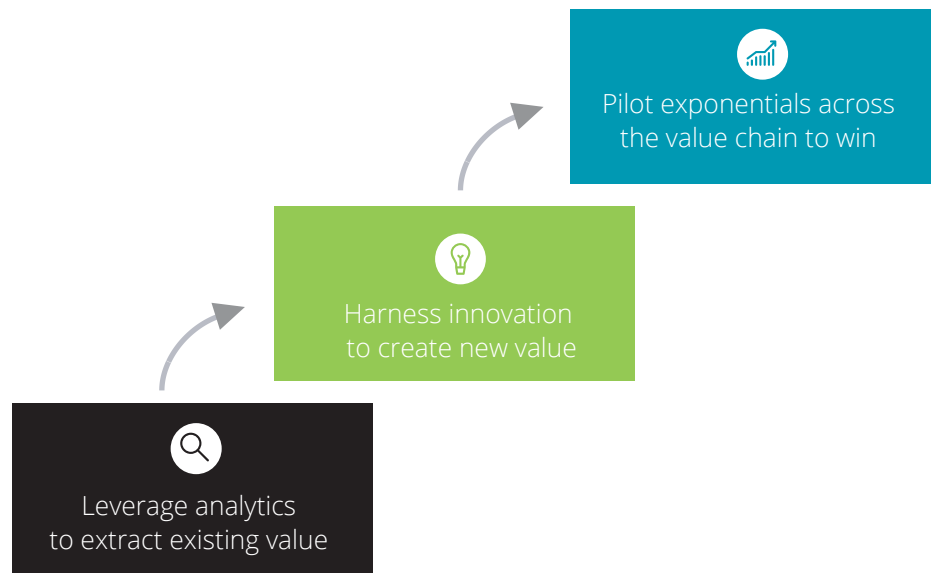 Pilot exponentials across
the value chain to win
Harness innovation
to create new value
Leverage analytics
to extract existing value